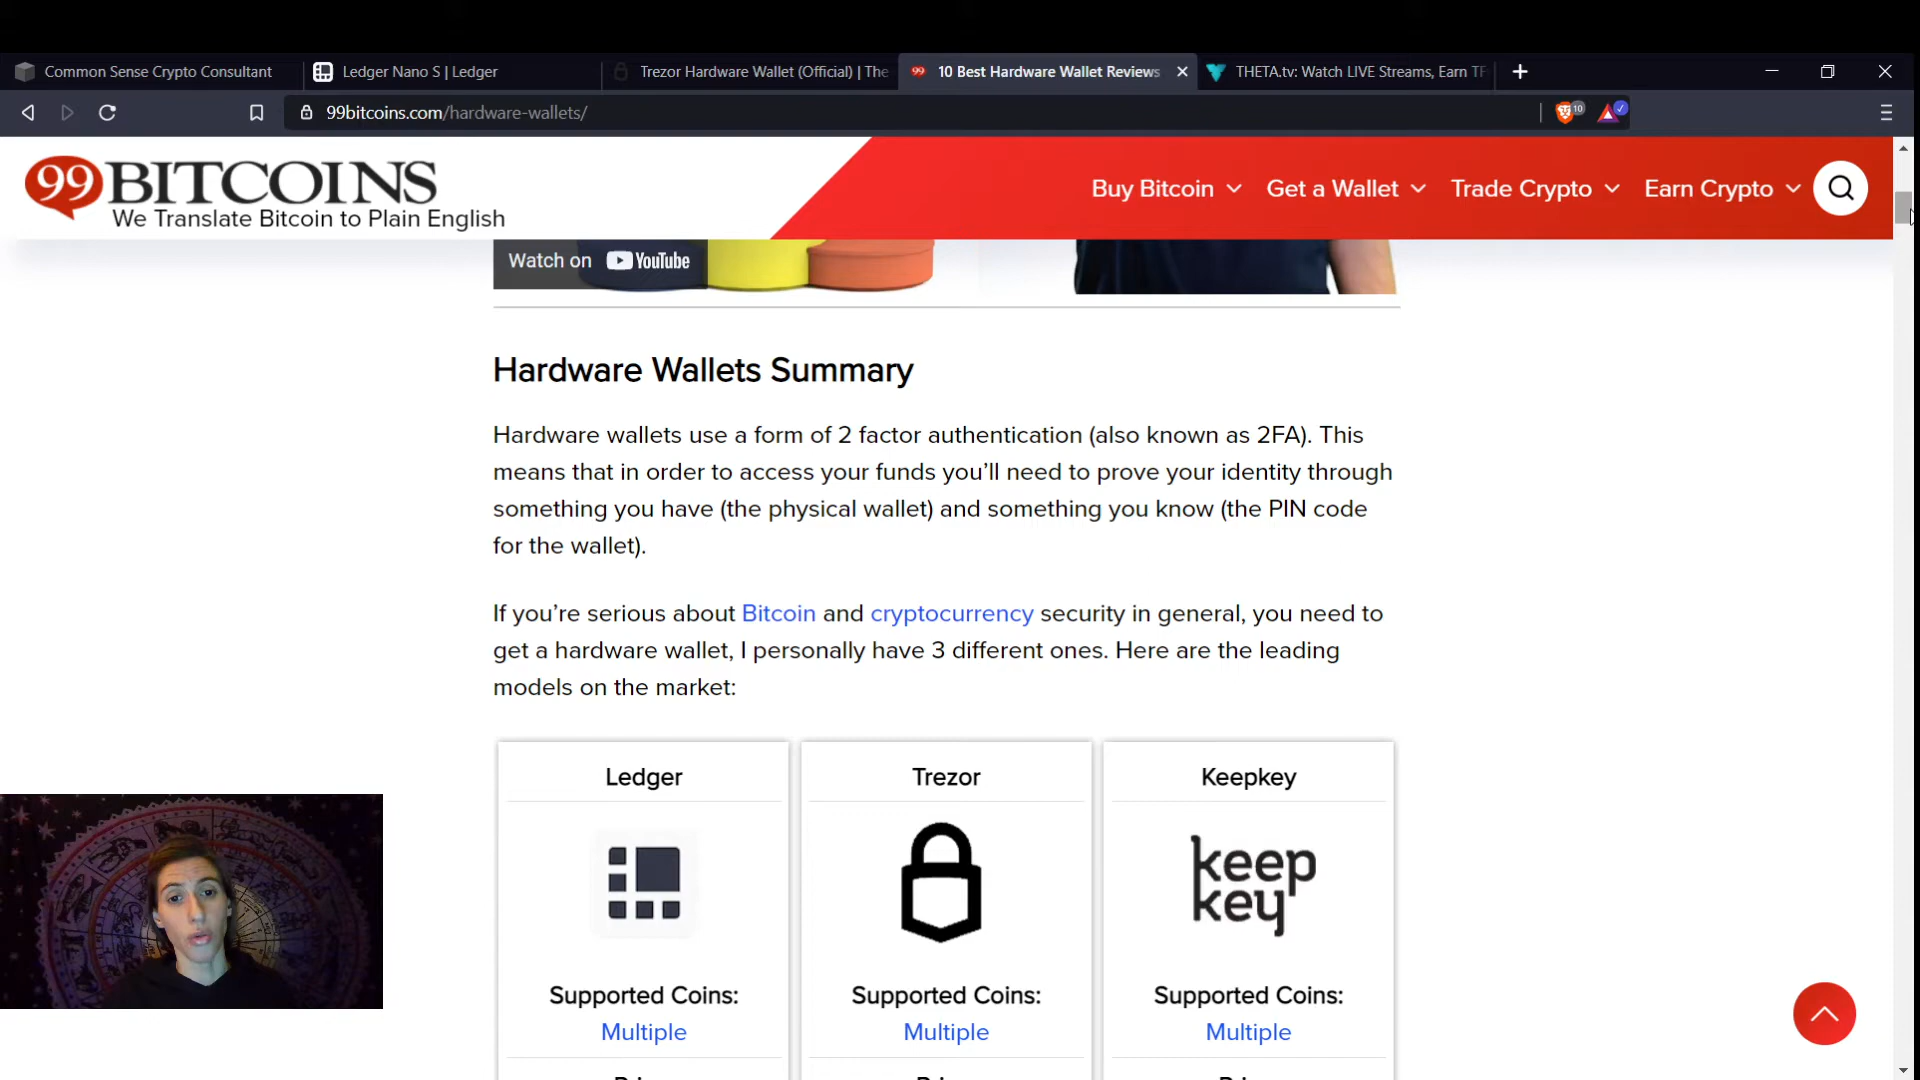 Common Sense Crypto Consultant
Ledger Nano S | Ledger
Trezor Hardware Wallet (Official) | The
99 10 Best Hardware Wallet Reviews
THETA.tv: Watch LIVE Streams, Earn TF
99bitcoins.com/hardware-wallets/
10
99 BITCOINS
We Translate Bitcoin to Plain English
Buy Bitcoin
Get a Wallet
Trade Crypto
Earn Crypto
Watch on YouTube
Hardware Wallets Summary
Hardware wallets use a form of 2 factor authentication (also known as 2FA). This
means that in order to access your funds you’ll need to prove your identity through
something you have (the physical wallet) and something you know (the PIN code
for the wallet).
If you’re serious about Bitcoin and cryptocurrency security in general, you need to
get a hardware wallet, I personally have 3 different ones. Here are the leading
models on the market:
Ledger
Trezor
Keepkey
keep
key
Supported Coins:
Supported Coins:
Supported Coins:
Multiple
Multiple
Multiple